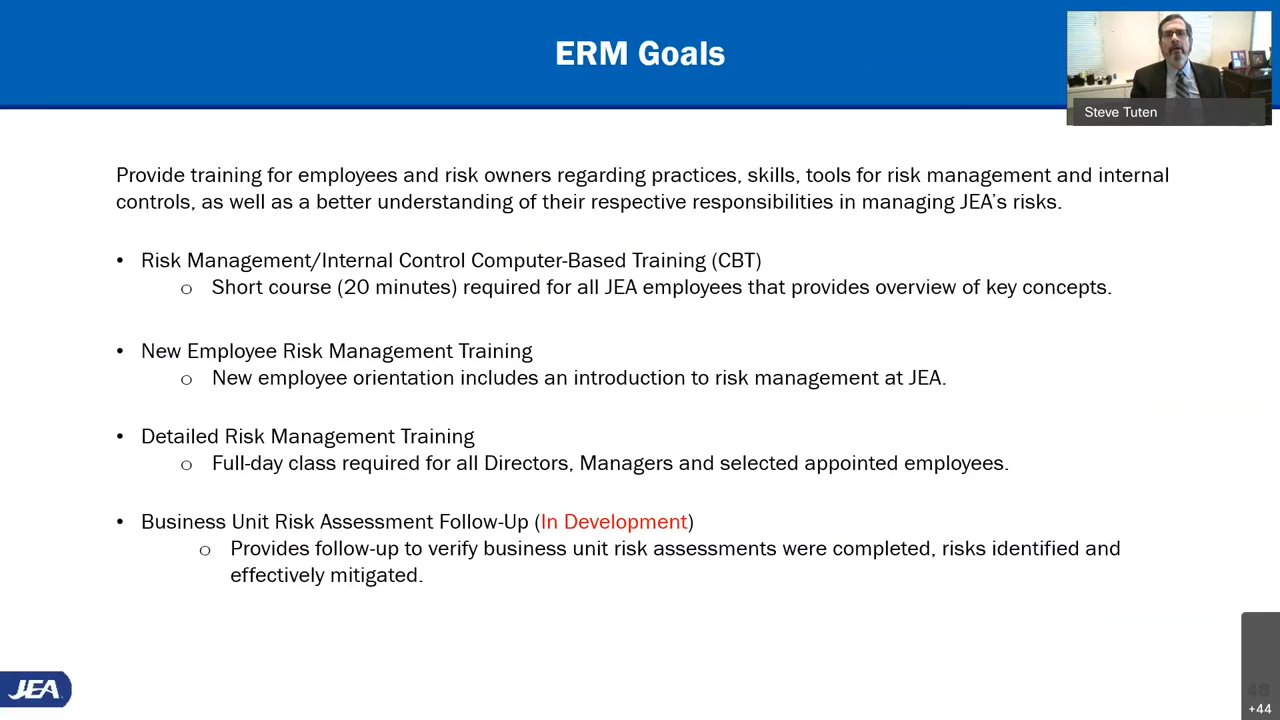 ERM Goals
Steve Tuten
Provide training for employees and risk owners regarding practices, skills, tools for risk management and internal
controls, as well as a better understanding of their respective responsibilities in managing JEA’s risks.
• Risk Management/Internal Control Computer-Based Training (CBT)
o Short course (20 minutes) required for all JEA employees that provides overview of key concepts.
• New Employee Risk Management Training
o New employee orientation includes an introduction to risk management at JEA.
• Detailed Risk Management Training
o Full-day class required for all Directors, Managers and selected appointed employees.
• Business Unit Risk Assessment Follow-Up (In Development)
o Provides follow-up to verify business unit risk assessments were completed, risks identified and
effectively mitigated.
JEA
48
+44